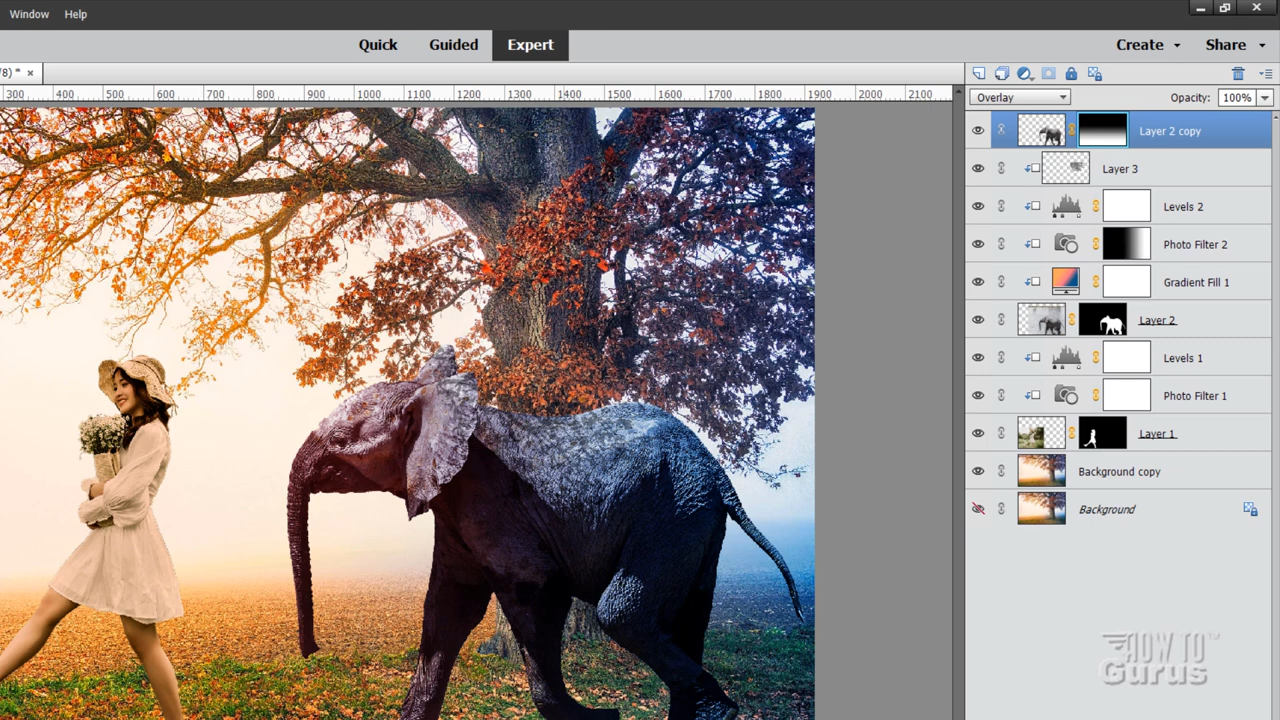 Window Help
Quick Guided Expert Create Share
/8) * ×
300 400 500 600 700 800 900 1000 1100 1200 1300 1400 1500 1600 1700 1800 1900 2000 2100
Overlay Opacity: 100%
Layer 2 copy
Layer 3
Levels 2
Photo Filter 2
Gradient Fill 1
Layer 2
Levels 1
Photo Filter 1
Layer 1
Background copy
Background
HOW TO™
Gurus